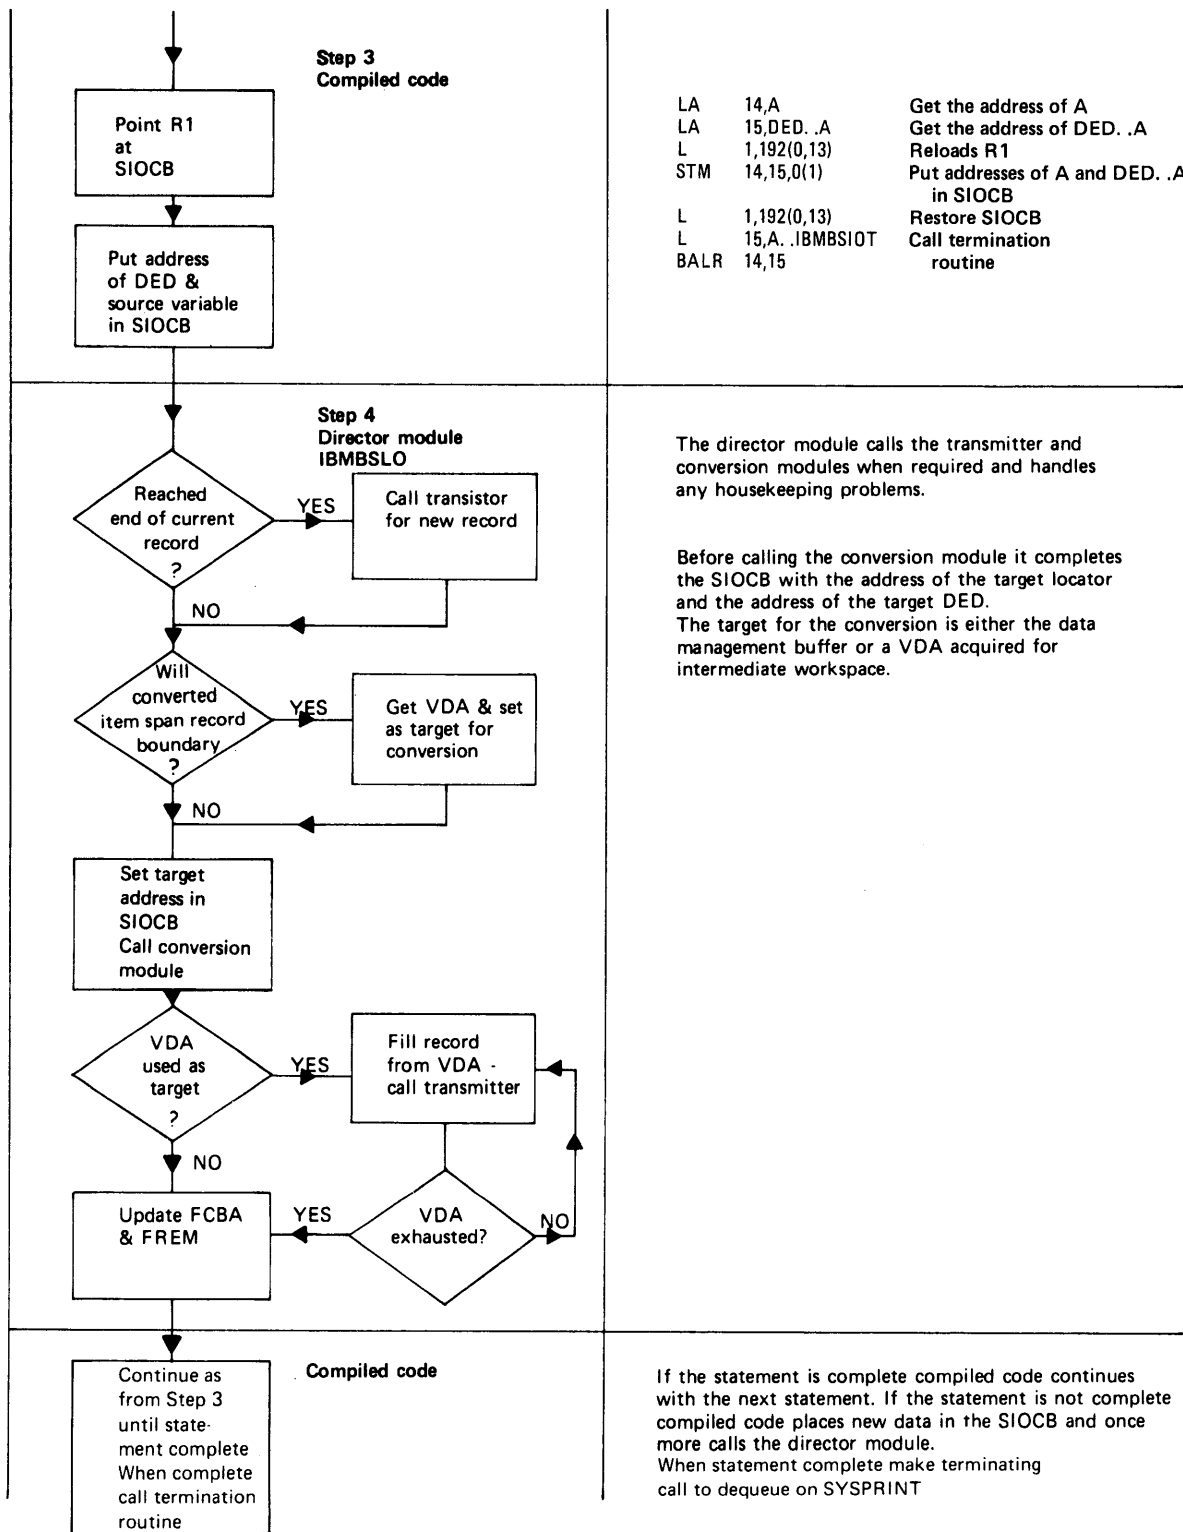 Step 3
Compiled code
Point R1
at
SIOCB
Put address
of DED &
source variable
in SIOCB
LA 14,A Get the address of A
LA 15,DED. .A Get the address of DED. .A
L 1,192(0,13) Reloads R1
STM 14,15,0(1) Put addresses of A and DED. .A
in SIOCB
L 1,192(0,13) Restore SIOCB
L 15,A. .IBMBSIOT Call termination
BALR 14,15 routine
Step 4
Director module
IBMBSLO
Reached
end of current
record
?
YES
Call transistor
for new record
NO
Will
converted
item span record
boundary
?
YES
Get VDA & set
as target for
conversion
NO
Set target
address in
SIOCB
Call conversion
module
VDA
used as
target
?
YES
Fill record
from VDA -
call transmitter
NO
Update FCBA
& FREM
YES
VDA
exhausted?
NO
The director module calls the transmitter and
conversion modules when required and handles
any housekeeping problems.
Before calling the conversion module it completes
the SIOCB with the address of the target locator
and the address of the target DED.
The target for the conversion is either the data
management buffer or a VDA acquired for
intermediate workspace.
Compiled code
Continue as
from Step 3
until state-
ment complete
When complete
call termination
routine
If the statement is complete compiled code continues
with the next statement. If the statement is not complete
compiled code places new data in the SIOCB and once
more calls the director module.
When statement complete make terminating
call to dequeue on SYSPRINT